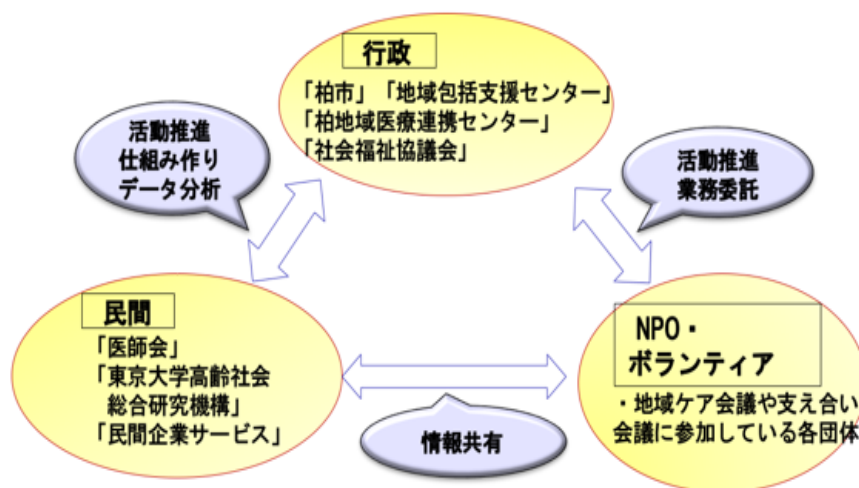 行政
「柏市」「地域包括支援センター」
「柏地域医療連携センター」
「社会福祉協議会」
活動推進
仕組み作り
データ分析
活動推進
業務委託
民間
「医師会」
「東京大学高齢社会
総合研究機構」
「民間企業サービス」
NPO・
ボランティア
・地域ケア会議や支え合い
会議に参加している各団体
情報共有